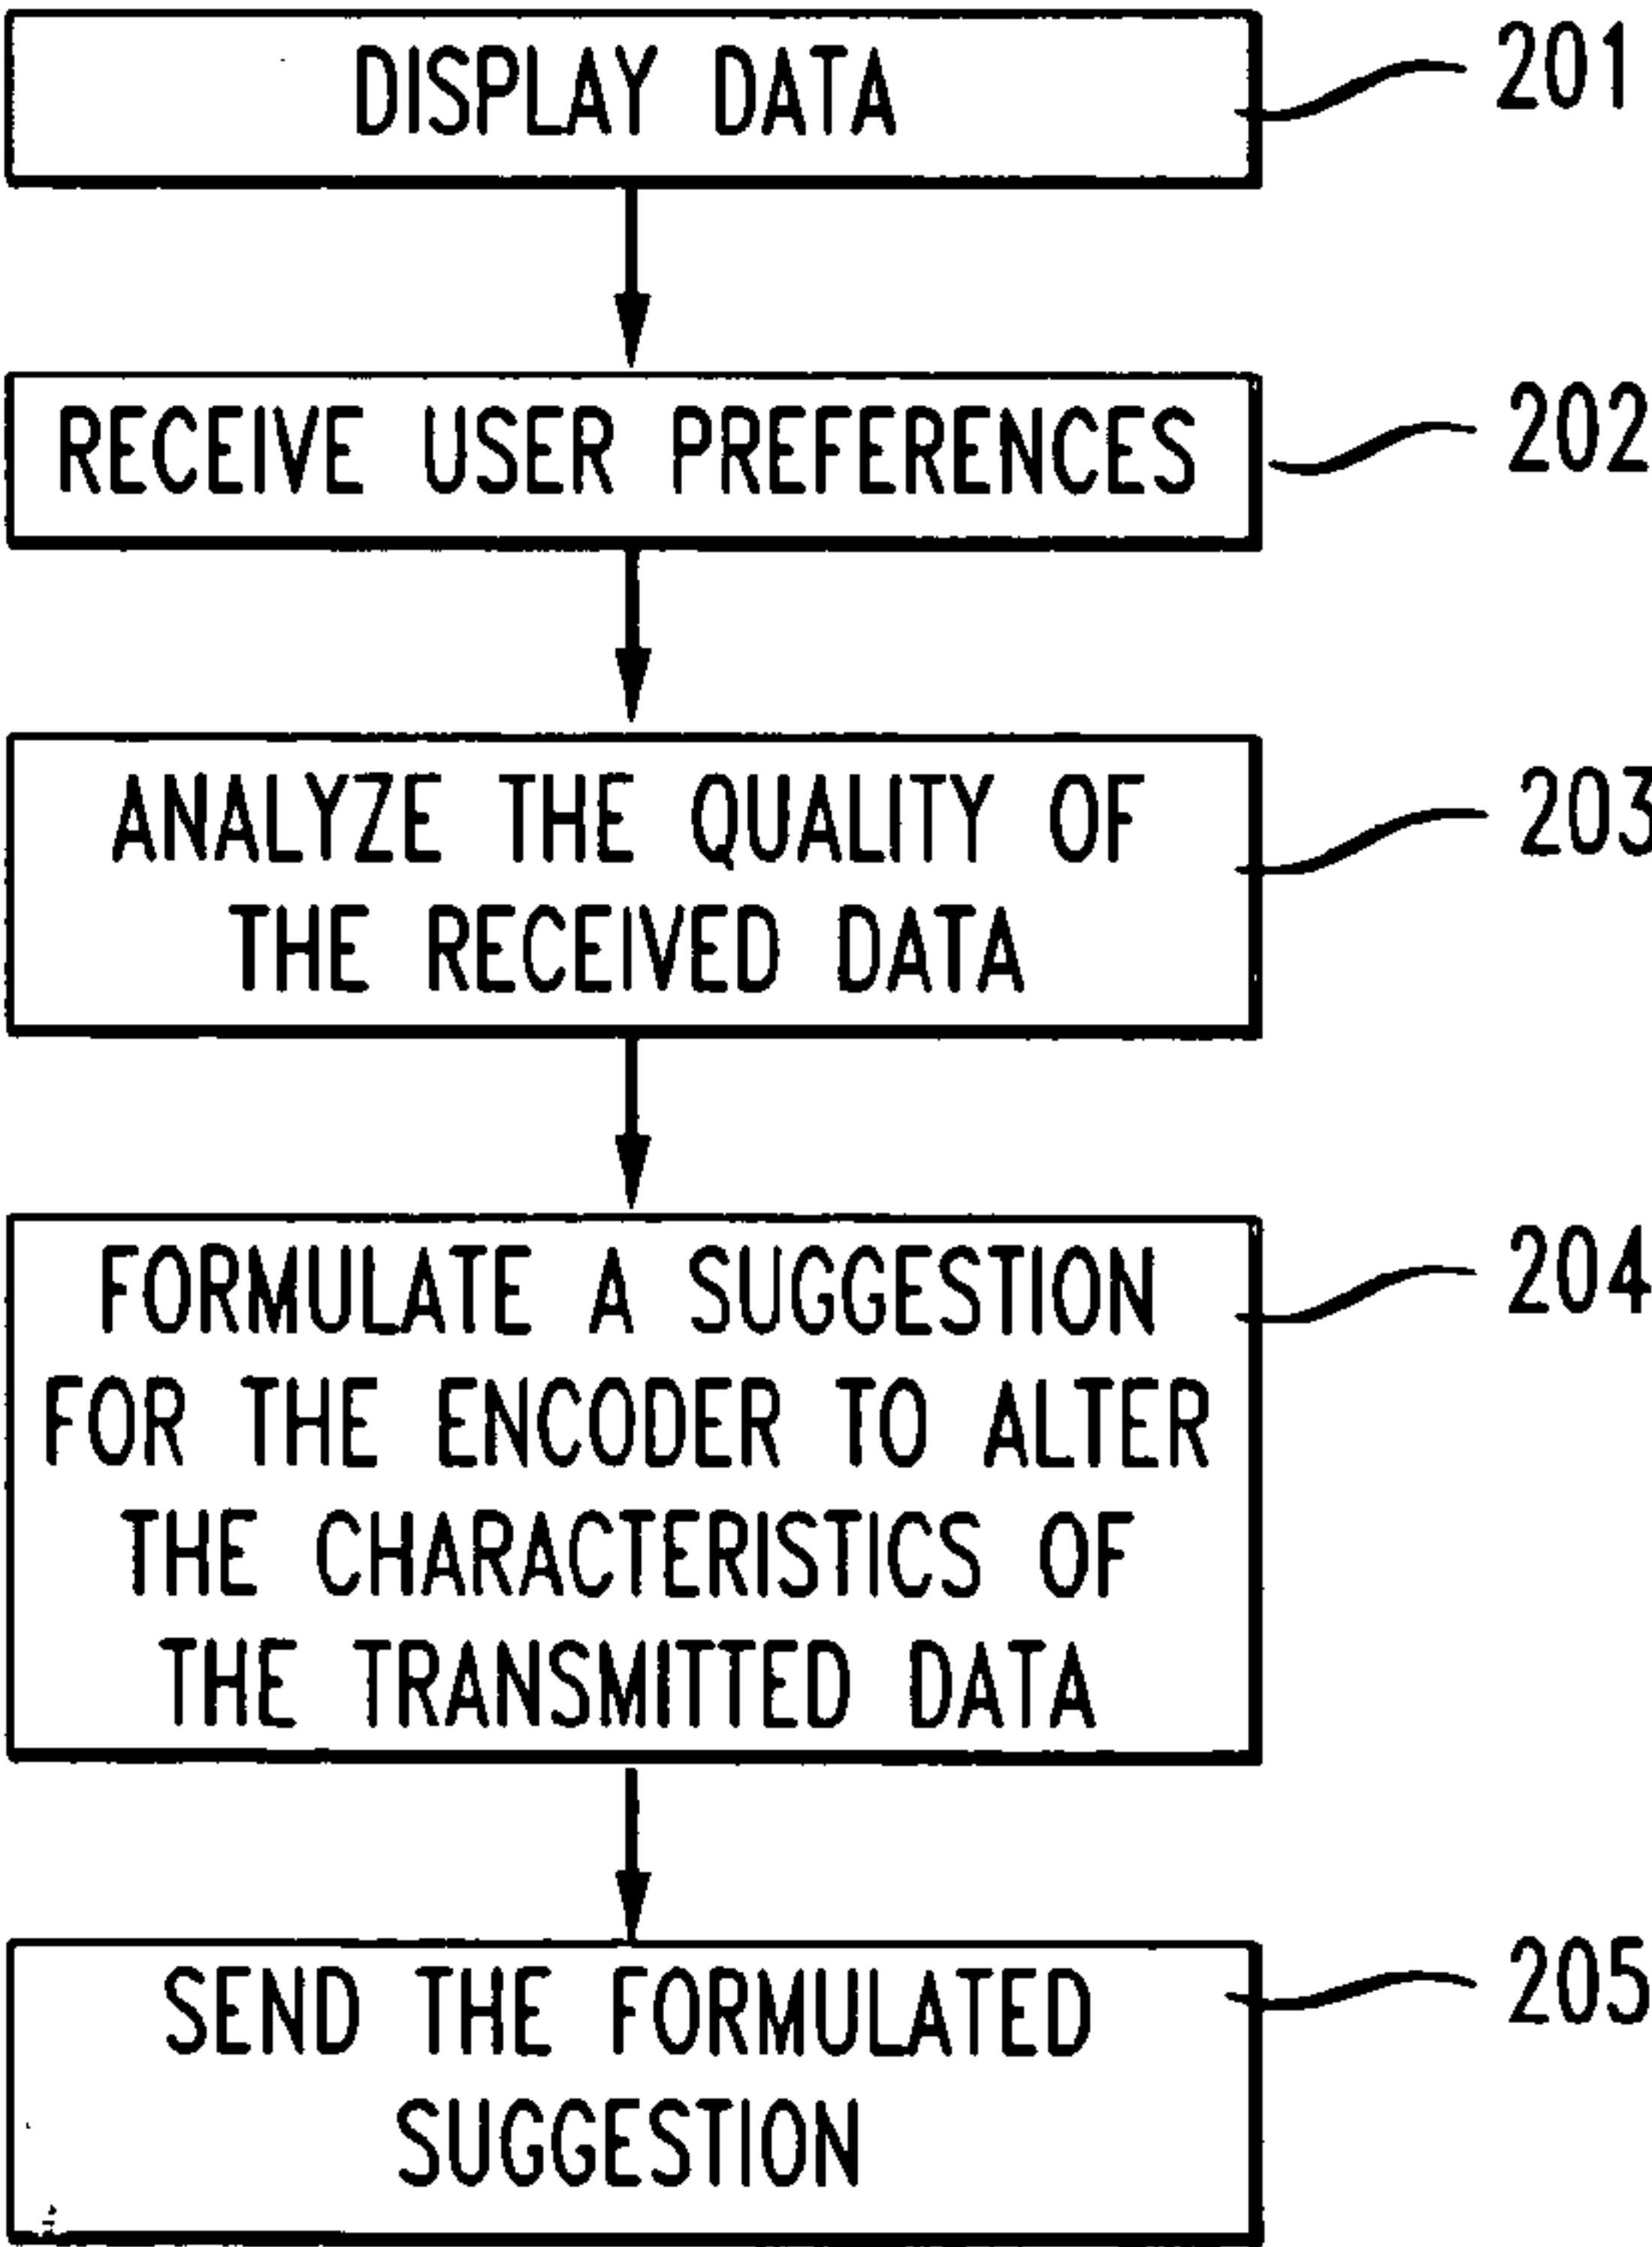 DISPLAY DATA
201
RECEIVE USER PREFERENCES
202
ANALYZE THE QUALITY OF
THE RECEIVED DATA
203
FORMULATE A SUGGESTION
FOR THE ENCODER TO ALTER
THE CHARACTERISTICS OF
THE TRANSMITTED DATA
204
SEND THE FORMULATED
SUGGESTION
205